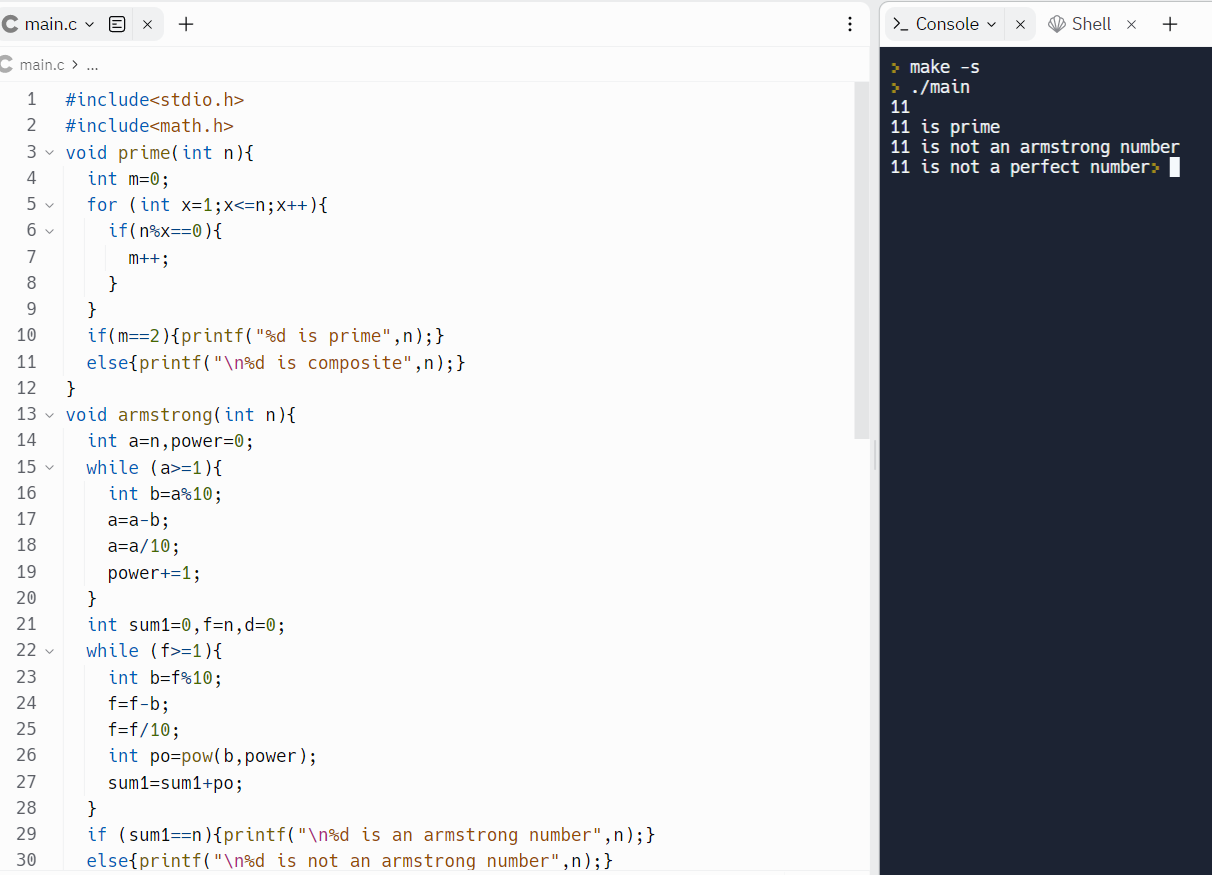 main.c
main.c > ...
1 #include<stdio.h>
2 #include<math.h>
3 void prime(int n){
4 int m=0;
5 for (int x=1;x<=n;x++){
6 if(n%x==0){
7 m++;
8 }
9 }
10 if(m==2){printf("%d is prime",n);}
11 else{printf("\n%d is composite",n);}
12 }
13 void armstrong(int n){
14 int a=n,power=0;
15 while (a>=1){
16 int b=a%10;
17 a=a-b;
18 a=a/10;
19 power+=1;
20 }
21 int sum1=0,f=n,d=0;
22 while (f>=1){
23 int b=f%10;
24 f=f-b;
25 f=f/10;
26 int po=pow(b,power);
27 sum1=sum1+po;
28 }
29 if (sum1==n){printf("\n%d is an armstrong number",n);}
30 else{printf("\n%d is not an armstrong number",n);}
Console
Shell
> make -s
> ./main
11
11 is prime
11 is not an armstrong number
11 is not a perfect number>